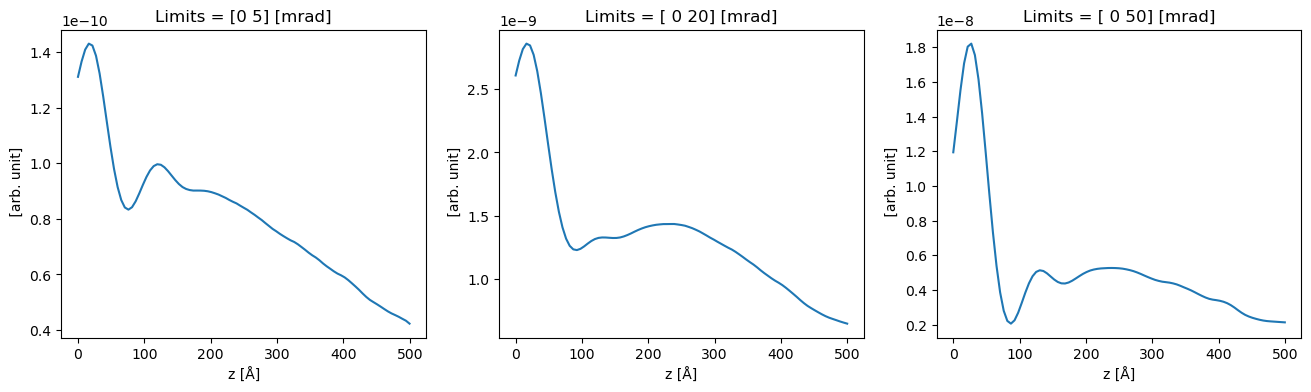 Limits = [0 5] [mrad]
1e−10
[arb. unit]
1.4
1.2
1.0
0.8
0.6
0.4
0 100 200 300 400 500
z [Å]
Limits = [ 0 20] [mrad]
1e−9
[arb. unit]
2.5
2.0
1.5
1.0
0 100 200 300 400 500
z [Å]
Limits = [ 0 50] [mrad]
1e−8
[arb. unit]
1.8
1.6
1.4
1.2
1.0
0.8
0.6
0.4
0.2
0 100 200 300 400 500
z [Å]